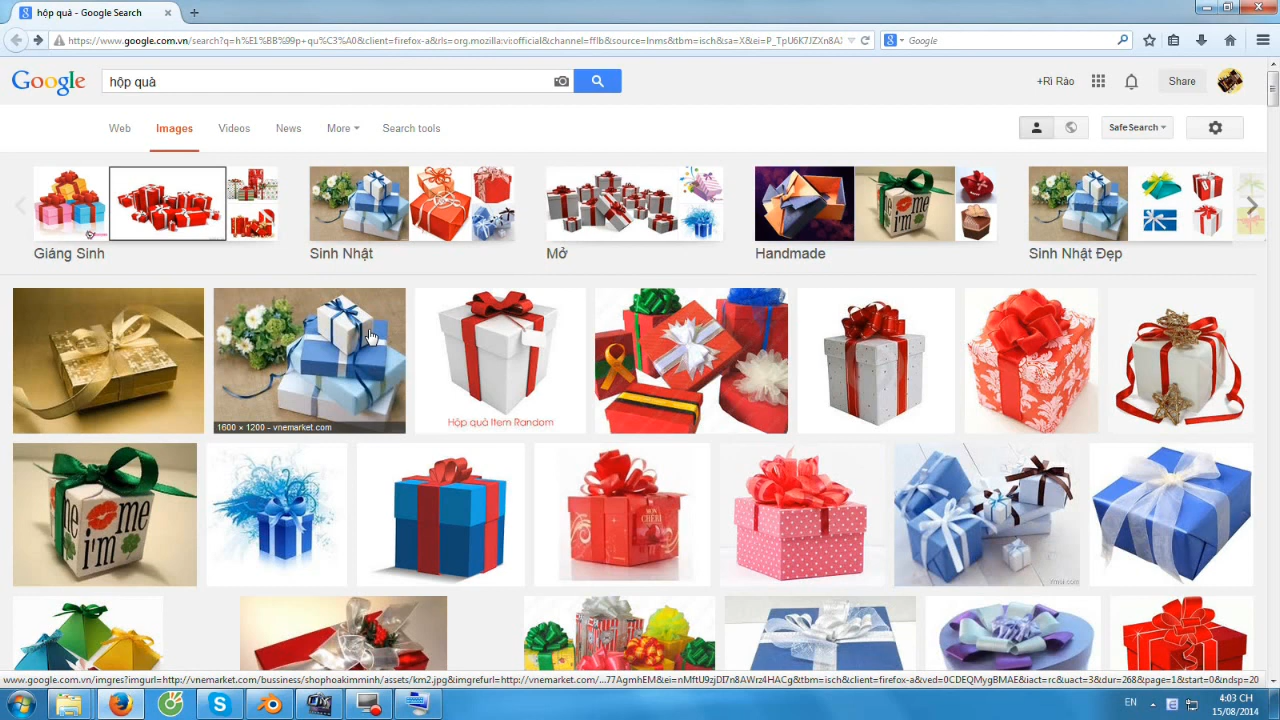 hộp quà - Google Search
https://www.google.com.vn/search?q=h%E1%BB%99p+qu%C3%A0&client=firefox-a&rls=org.mozilla:vi:official&channel=fflb&source=lnms&tbm=isch&sa=X&ei=P_TpU6K7JZXn8A
Google
Google
hộp quà
+Rì Rào
Share
Web
Images
Videos
News
More
Search tools
SafeSearch
Giáng Sinh
Sinh Nhật
Mở
Handmade
Sinh Nhật Đẹp
1600 × 1200 - vnemarket.com
Hộp quà Item Random
me
i'm
www.google.com.vn/imgres?imgurl=http://vnemarket.com/bussiness/shophoakimminh/assets/km2.jpg&imgrefurl=http://vnemarket.com/...77AgmhEM&ei=nMftU9zjDI7n8AWrz4HACg&tbm=isch&client=firefox-a&ved=0CDEQMygBMAE&iact=rc&uact=3&dur=268&page=1&start=0&ndsp=20
EN
4:03 CH
15/08/2014